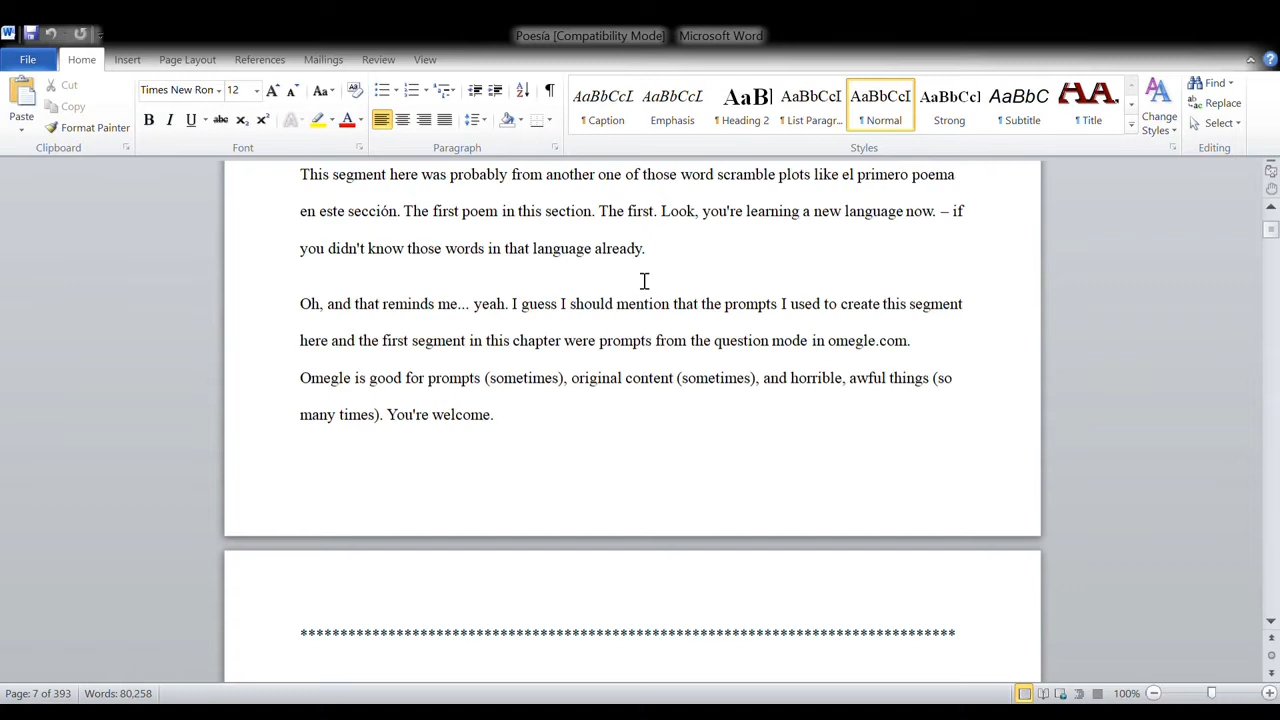 Poesía [Compatibility Mode] - Microsoft Word
File Home Insert Page Layout References Mailings Review View
Paste
Cut
Copy
Format Painter
Clipboard
Times New Ron 12
Font
Paragraph
AaBbCcI AaBbCcI AaBl AaBbCcI AaBbCcI AaBbCcl AaBbC AA.
Caption Emphasis Heading 2 List Paragr... Normal Strong Subtitle Title
Change Styles
Styles
Find
Replace
Select
Editing
This segment here was probably from another one of those word scramble plots like el primero poema
en este sección. The first poem in this section. The first. Look, you're learning a new language now. – if
you didn't know those words in that language already.
Oh, and that reminds me... yeah. I guess I should mention that the prompts I used to create this segment
here and the first segment in this chapter were prompts from the question mode in omegle.com.
Omegle is good for prompts (sometimes), original content (sometimes), and horrible, awful things (so
many times). You're welcome.
**********************************************************************************
Page: 7 of 393 Words: 80,258 100%